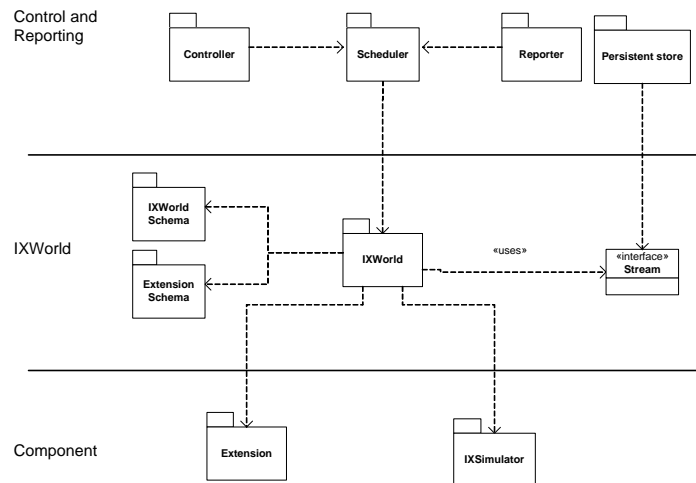 Control and
Reporting
Controller
Scheduler
Reporter
Persistent store
IXWorld
Schema
IXWorld
Extension
Schema
IXWorld
«uses»
«interface»
Stream
Component
Extension
IXSimulator